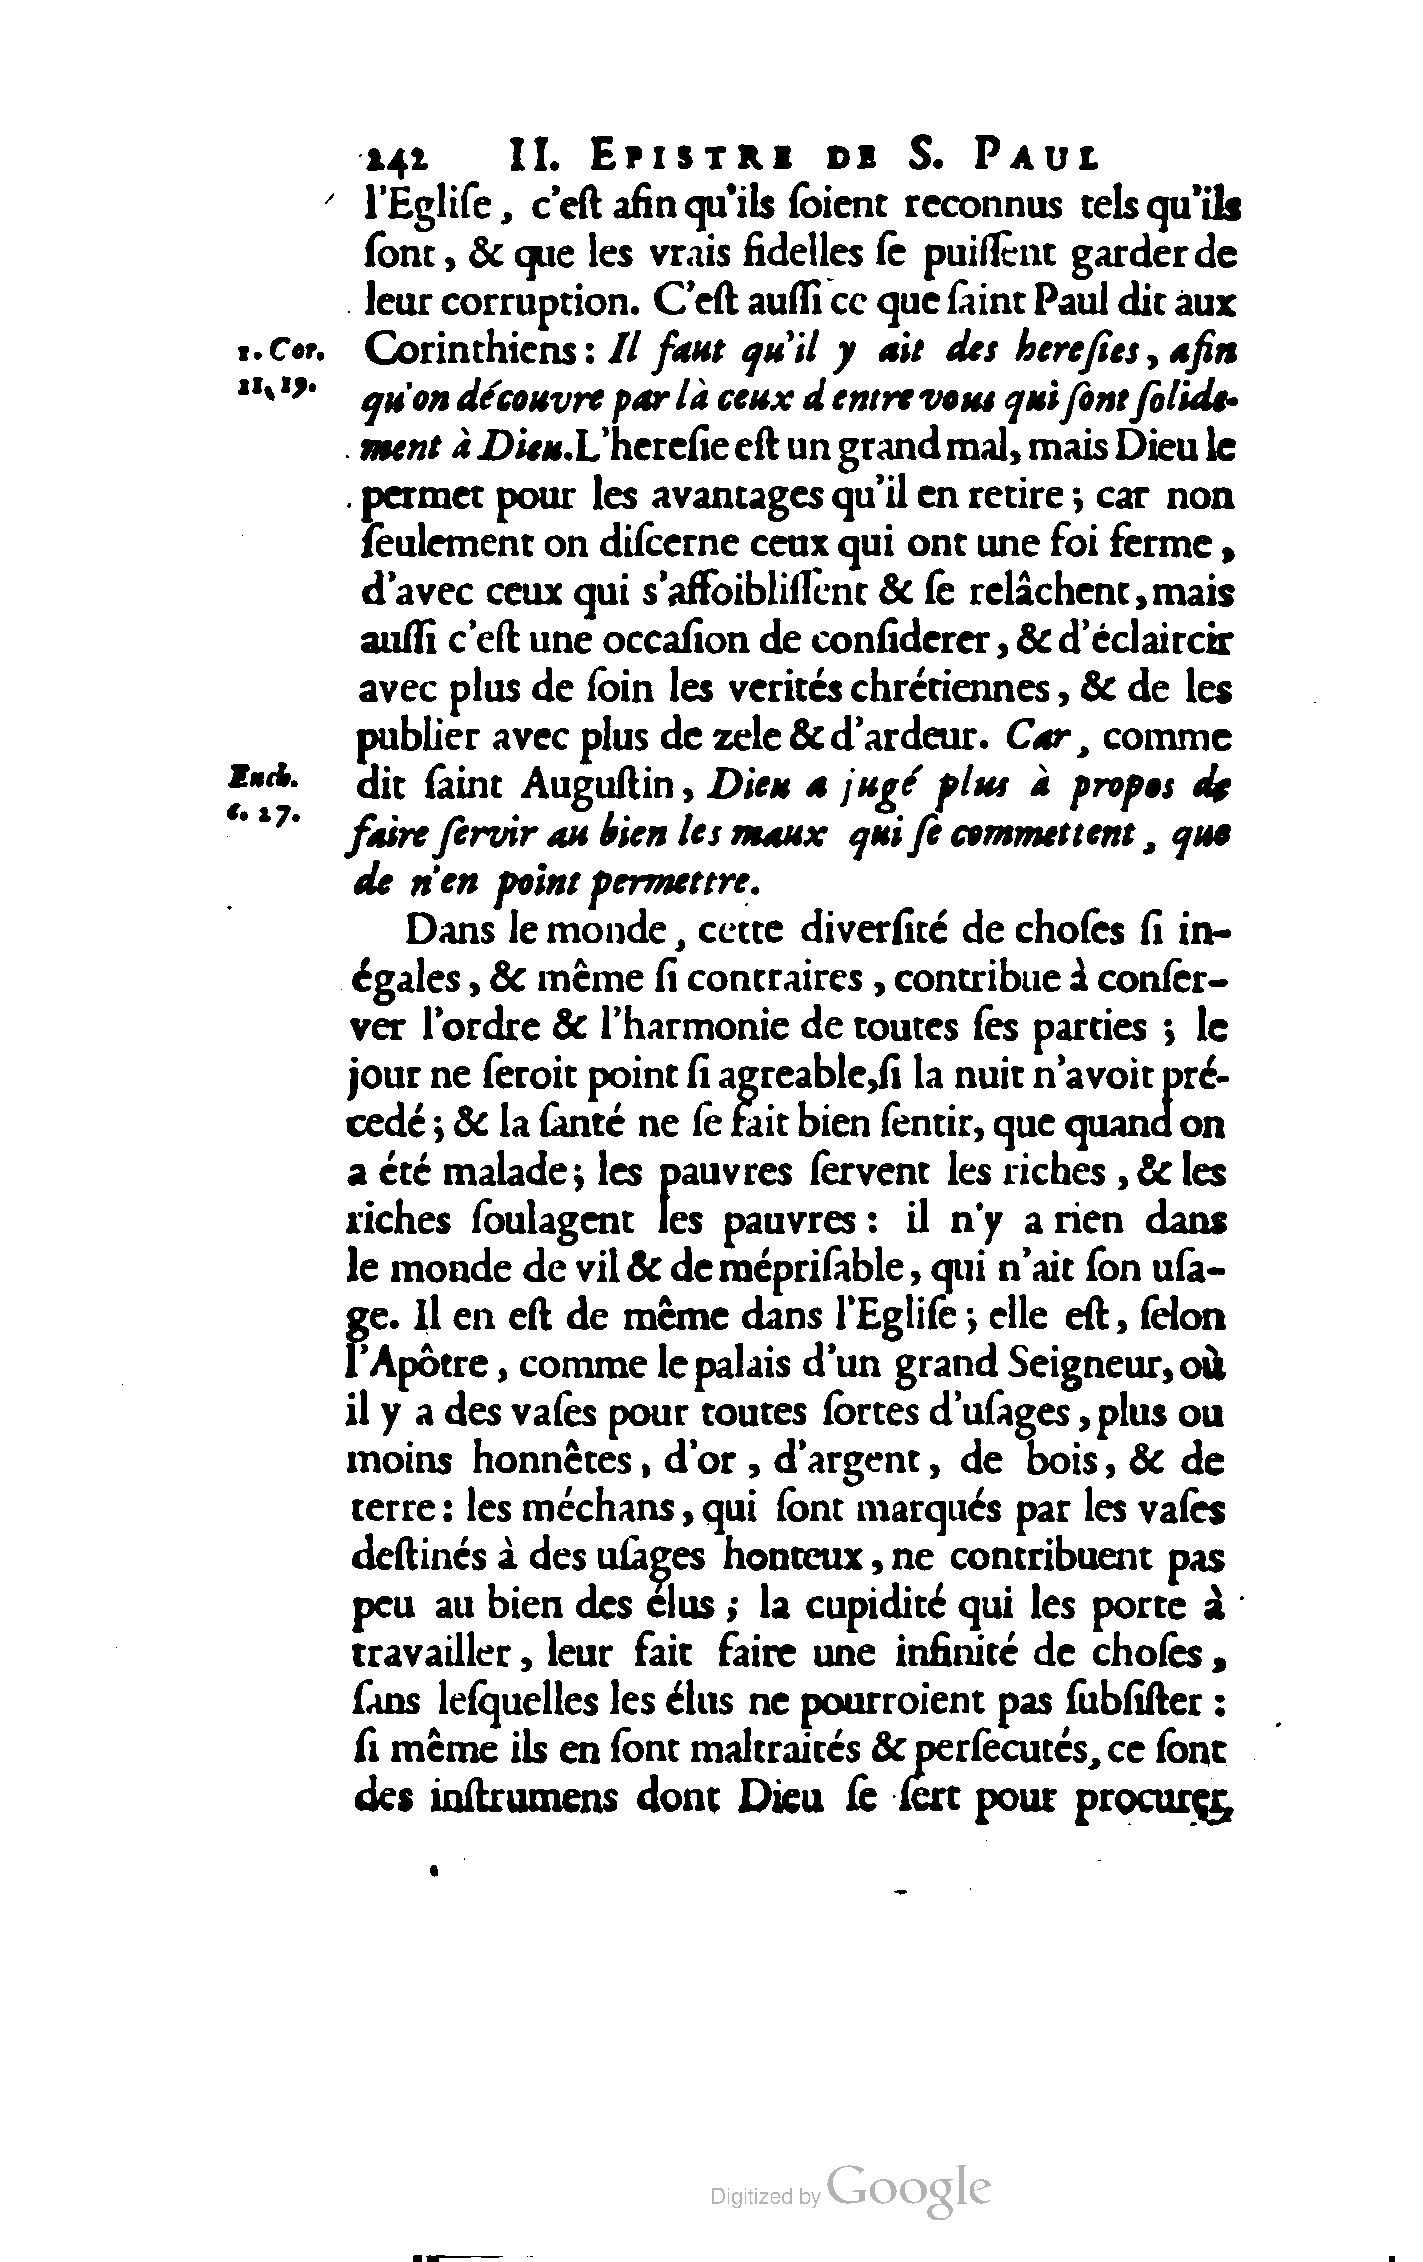 242 II. EPISTRE DE S. PAUL
l'Egliſe, c'eſt afin qu'ils ſoient reconnus tels qu'ils
ſont, & que les vrais fidelles ſe puiſſent garder de
leur corruption. C'eſt auſſi ce que ſaint Paul dit aux
1. Cor. Corinthiens: Il faut qu'il y ait des hereſies, afin
11, 19. qu'on découvre par là ceux d'entre vous qui ſont ſolide-
ment à Dieu. L'hereſie eſt un grand mal, mais Dieu le
permet pour les avantages qu'il en retire; car non
ſeulement on diſcerne ceux qui ont une foi ferme,
d'avec ceux qui s'affoibliſſent & ſe relâchent, mais
auſſi c'eſt une occaſion de conſiderer, & d'éclaircir
avec plus de ſoin les verités chrétiennes, & de les
publier avec plus de zele & d'ardeur. Car, comme
Ench. dit ſaint Auguſtin, Dieu a jugé plus à propos de
6. 27. faire ſervir au bien les maux qui ſe commettent, que
de n'en point permettre.
Dans le monde, cette diverſité de choſes ſi in-
égales, & même ſi contraires, contribue à conſer-
ver l'ordre & l'harmonie de toutes ſes parties; le
jour ne ſeroit point ſi agreable, ſi la nuit n'avoit pré-
cedé; & la ſanté ne ſe fait bien ſentir, que quand on
a été malade; les pauvres ſervent les riches, & les
riches ſoulagent les pauvres: il n'y a rien dans
le monde de vil & de mépriſable, qui n'ait ſon uſa-
ge. Il en eſt de même dans l'Egliſe; elle eſt, ſelon
l'Apôtre, comme le palais d'un grand Seigneur, où
il y a des vaſes pour toutes ſortes d'uſages, plus ou
moins honnêtes, d'or, d'argent, de bois, & de
terre: les méchans, qui ſont marqués par les vaſes
deſtinés à des uſages honteux, ne contribuent pas
peu au bien des élus; la cupidité qui les porte à
travailler, leur fait faire une infinité de choſes,
ſans leſquelles les élus ne pourroient pas ſubſiſter:
ſi même ils en ſont maltraités & perſecutés, ce ſont
des inſtrumens dont Dieu ſe ſert pour procurer
Digitized by Google